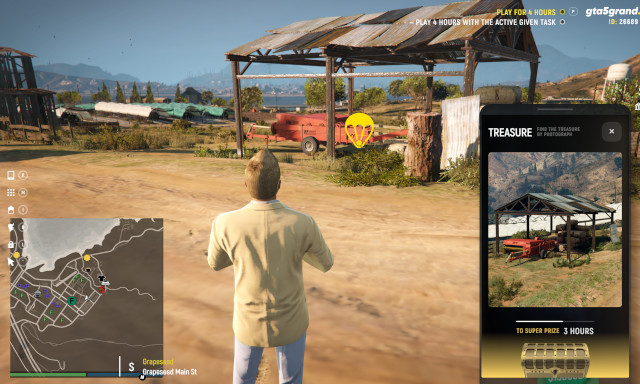 PLAY FOR 4 HOURS
F
- PLAY 4 HOURS WITH THE ACTIVE GIVEN TASK
gta5grand.
ID: 26689
TREASURE
FIND THE TREASURE
BY PHOTOGRAPH
×
TO SUPER PRIZE 3 HOURS
K
M
I
L
F
S
Grapeseed
Grapeseed Main St